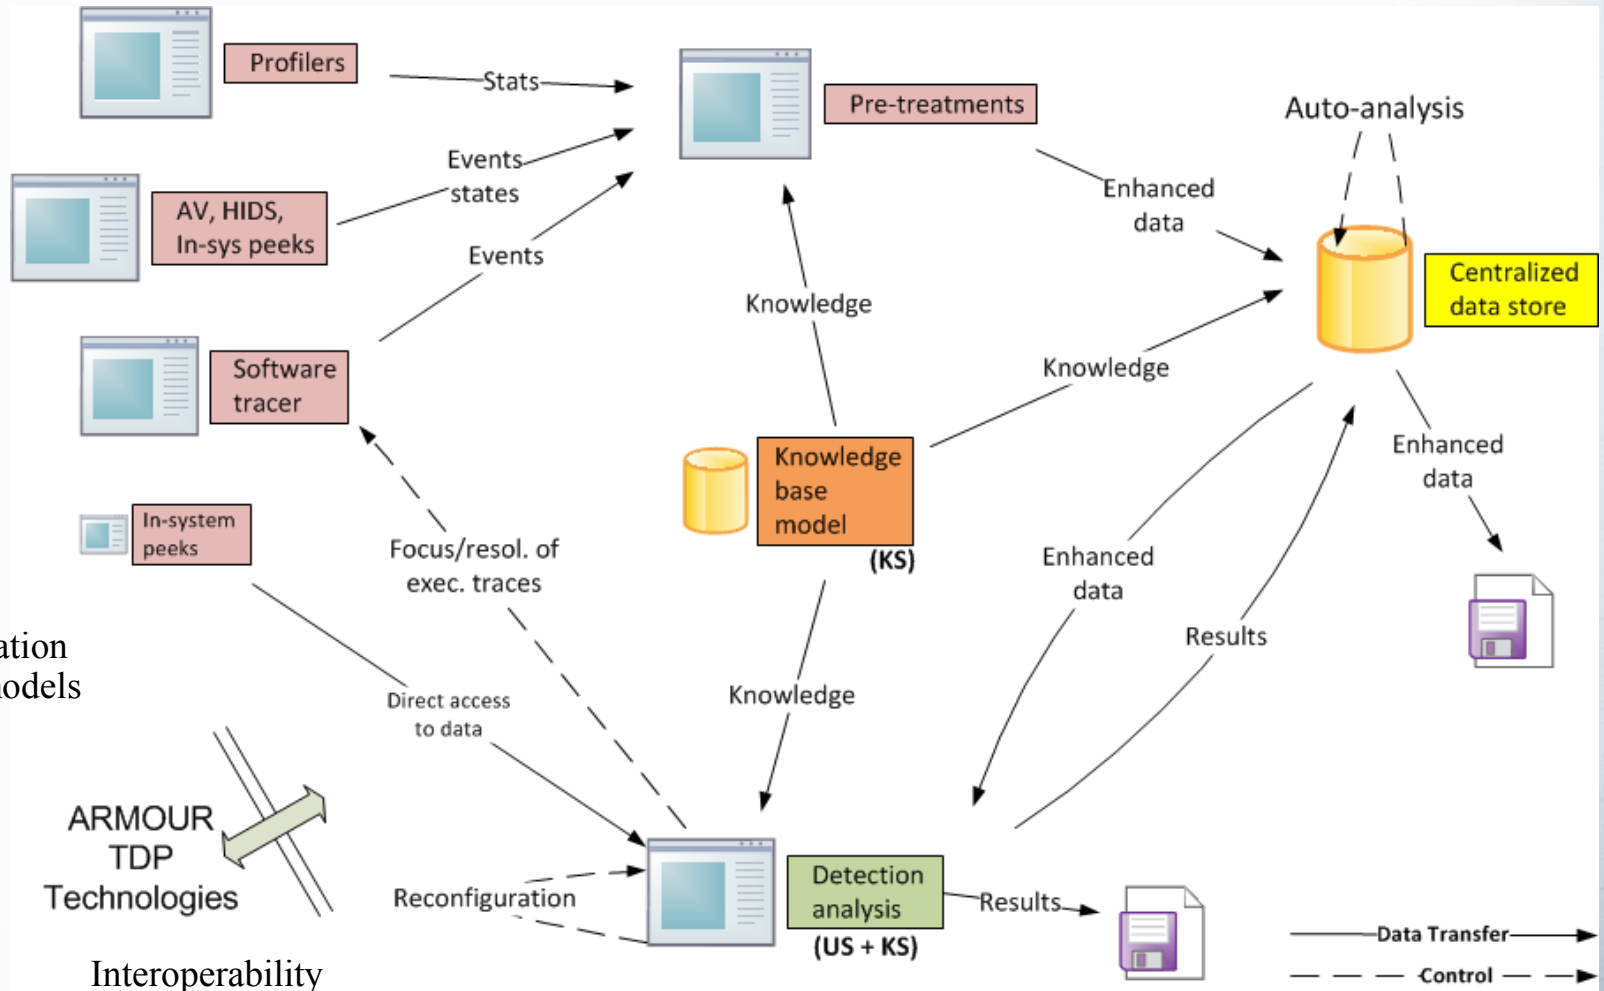 Profilers
Stats
Pre-treatments
Auto-analysis
Events
states
AV, HIDS,
In-sys peeks
Enhanced
data
Events
Centralized
data store
Knowledge
Software
tracer
Knowledge
Enhanced
data
Knowledge
base
model
(KS)
In-system
peeks
Focus/resol. of
exec. traces
Enhanced
data
Results
ation
odels
Direct access
to data
Knowledge
ARMOUR
TDP
Technologies
Reconfiguration
Detection
analysis
(US + KS)
Results
Data Transfer
Control
Interoperability